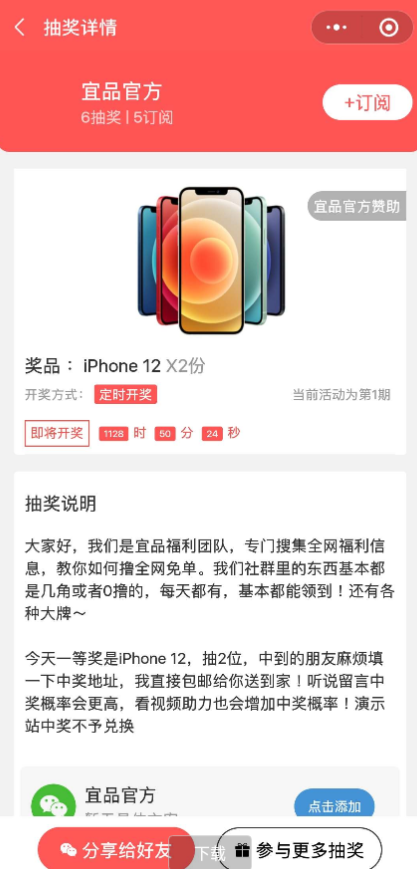 抽奖详情
宜品官方
6抽奖 | 5订阅
+订阅
宜品官方赞助
奖品： iPhone 12 X2份
开奖方式： 定时开奖 当前活动为第1期
即将开奖 1128 时 50 分 24 秒
抽奖说明
大家好，我们是宜品福利团队，专门搜集全网福利信
息，教你如何撸全网免单。我们社群里的东西基本都
是几角或者0撸的，每天都有，基本都能领到！还有各
种大牌～
今天一等奖是iPhone 12，抽2位，中到的朋友麻烦填
一下中奖地址，我直接包邮给你送到家！听说留言中
奖概率会更高，看视频助力也会增加中奖概率！演示
站中奖不予兑换
宜品官方
点击添加
分享给好友
下载
参与更多抽奖